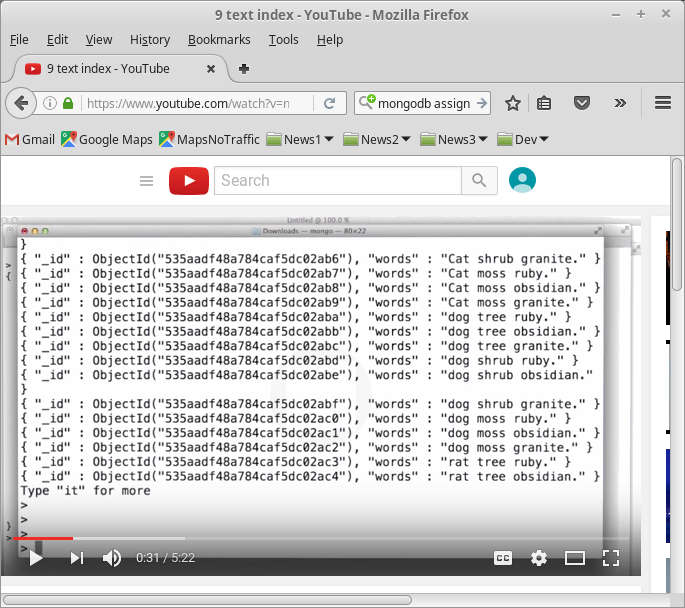 9 text index - YouTube - Mozilla Firefox
File Edit View History Bookmarks Tools Help
9 text index - YouTube
https://www.youtube.com/watch?v=n
mongodb assign
Gmail Google Maps MapsNoTraffic News1 News2 News3 Dev
Search
Untitled @ 100.0 %
Downloads — mongo — 80×22
}
{ "_id" : ObjectId("535aadf48a784caf5dc02ab6"), "words" : "Cat shrub granite." }
{ "_id" : ObjectId("535aadf48a784caf5dc02ab7"), "words" : "Cat moss ruby." }
{ "_id" : ObjectId("535aadf48a784caf5dc02ab8"), "words" : "Cat moss obsidian." }
{ "_id" : ObjectId("535aadf48a784caf5dc02ab9"), "words" : "Cat moss granite." }
{ "_id" : ObjectId("535aadf48a784caf5dc02aba"), "words" : "dog tree ruby." }
{ "_id" : ObjectId("535aadf48a784caf5dc02abb"), "words" : "dog tree obsidian." }
{ "_id" : ObjectId("535aadf48a784caf5dc02abc"), "words" : "dog tree granite." }
{ "_id" : ObjectId("535aadf48a784caf5dc02abd"), "words" : "dog shrub ruby." }
{ "_id" : ObjectId("535aadf48a784caf5dc02abe"), "words" : "dog shrub obsidian."
}
{ "_id" : ObjectId("535aadf48a784caf5dc02abf"), "words" : "dog shrub granite." }
{ "_id" : ObjectId("535aadf48a784caf5dc02ac0"), "words" : "dog moss ruby." }
{ "_id" : ObjectId("535aadf48a784caf5dc02ac1"), "words" : "dog moss obsidian." }
{ "_id" : ObjectId("535aadf48a784caf5dc02ac2"), "words" : "dog moss granite." }
{ "_id" : ObjectId("535aadf48a784caf5dc02ac3"), "words" : "rat tree ruby." }
{ "_id" : ObjectId("535aadf48a784caf5dc02ac4"), "words" : "rat tree obsidian." }
Type "it" for more
>
>
>
>
0:31 / 5:22
CC